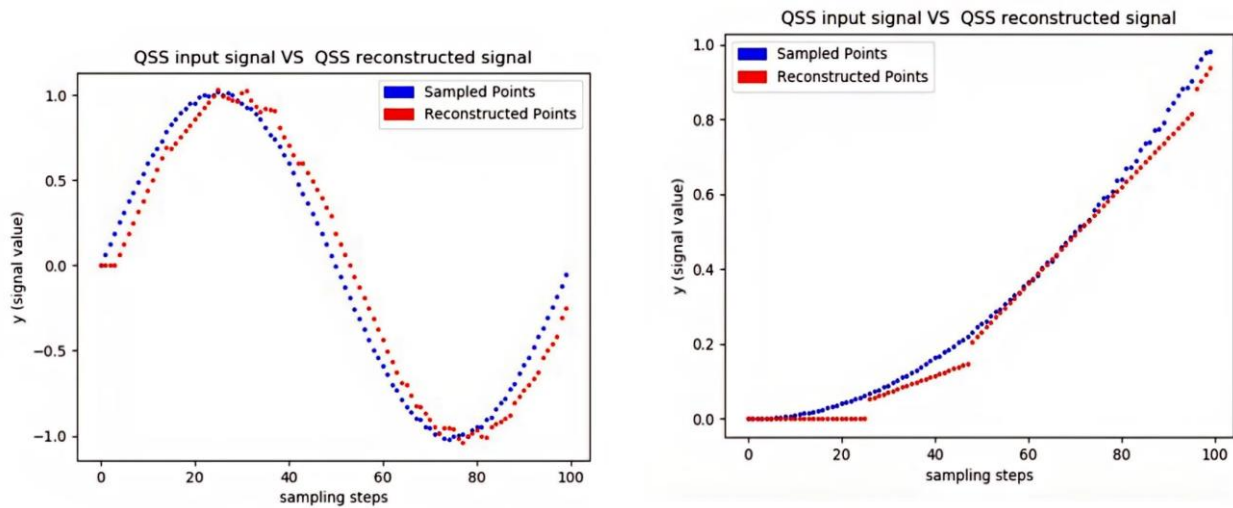 QSS input signal VS  QSS reconstructed signal
Sampled Points
Reconstructed Points
1.0
0.5
0.0
−0.5
−1.0
y (signal value)
0 20 40 60 80 100
sampling steps
QSS input signal VS  QSS reconstructed signal
Sampled Points
Reconstructed Points
1.0
0.8
0.6
0.4
0.2
0.0
y (signal value)
0 20 40 60 80 100
sampling steps